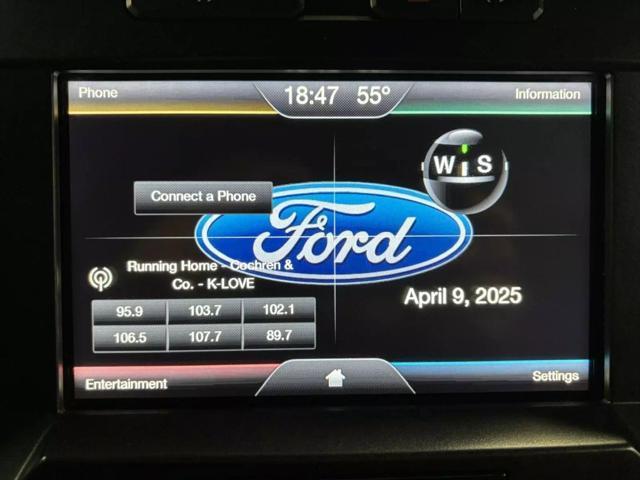 Phone
18:47 55°
Information
W S
Connect a Phone
Ford
Running Home - Cochren &
Co. - K-LOVE
April 9, 2025
95.9 103.7 102.1
106.5 107.7 89.7
Entertainment
Settings